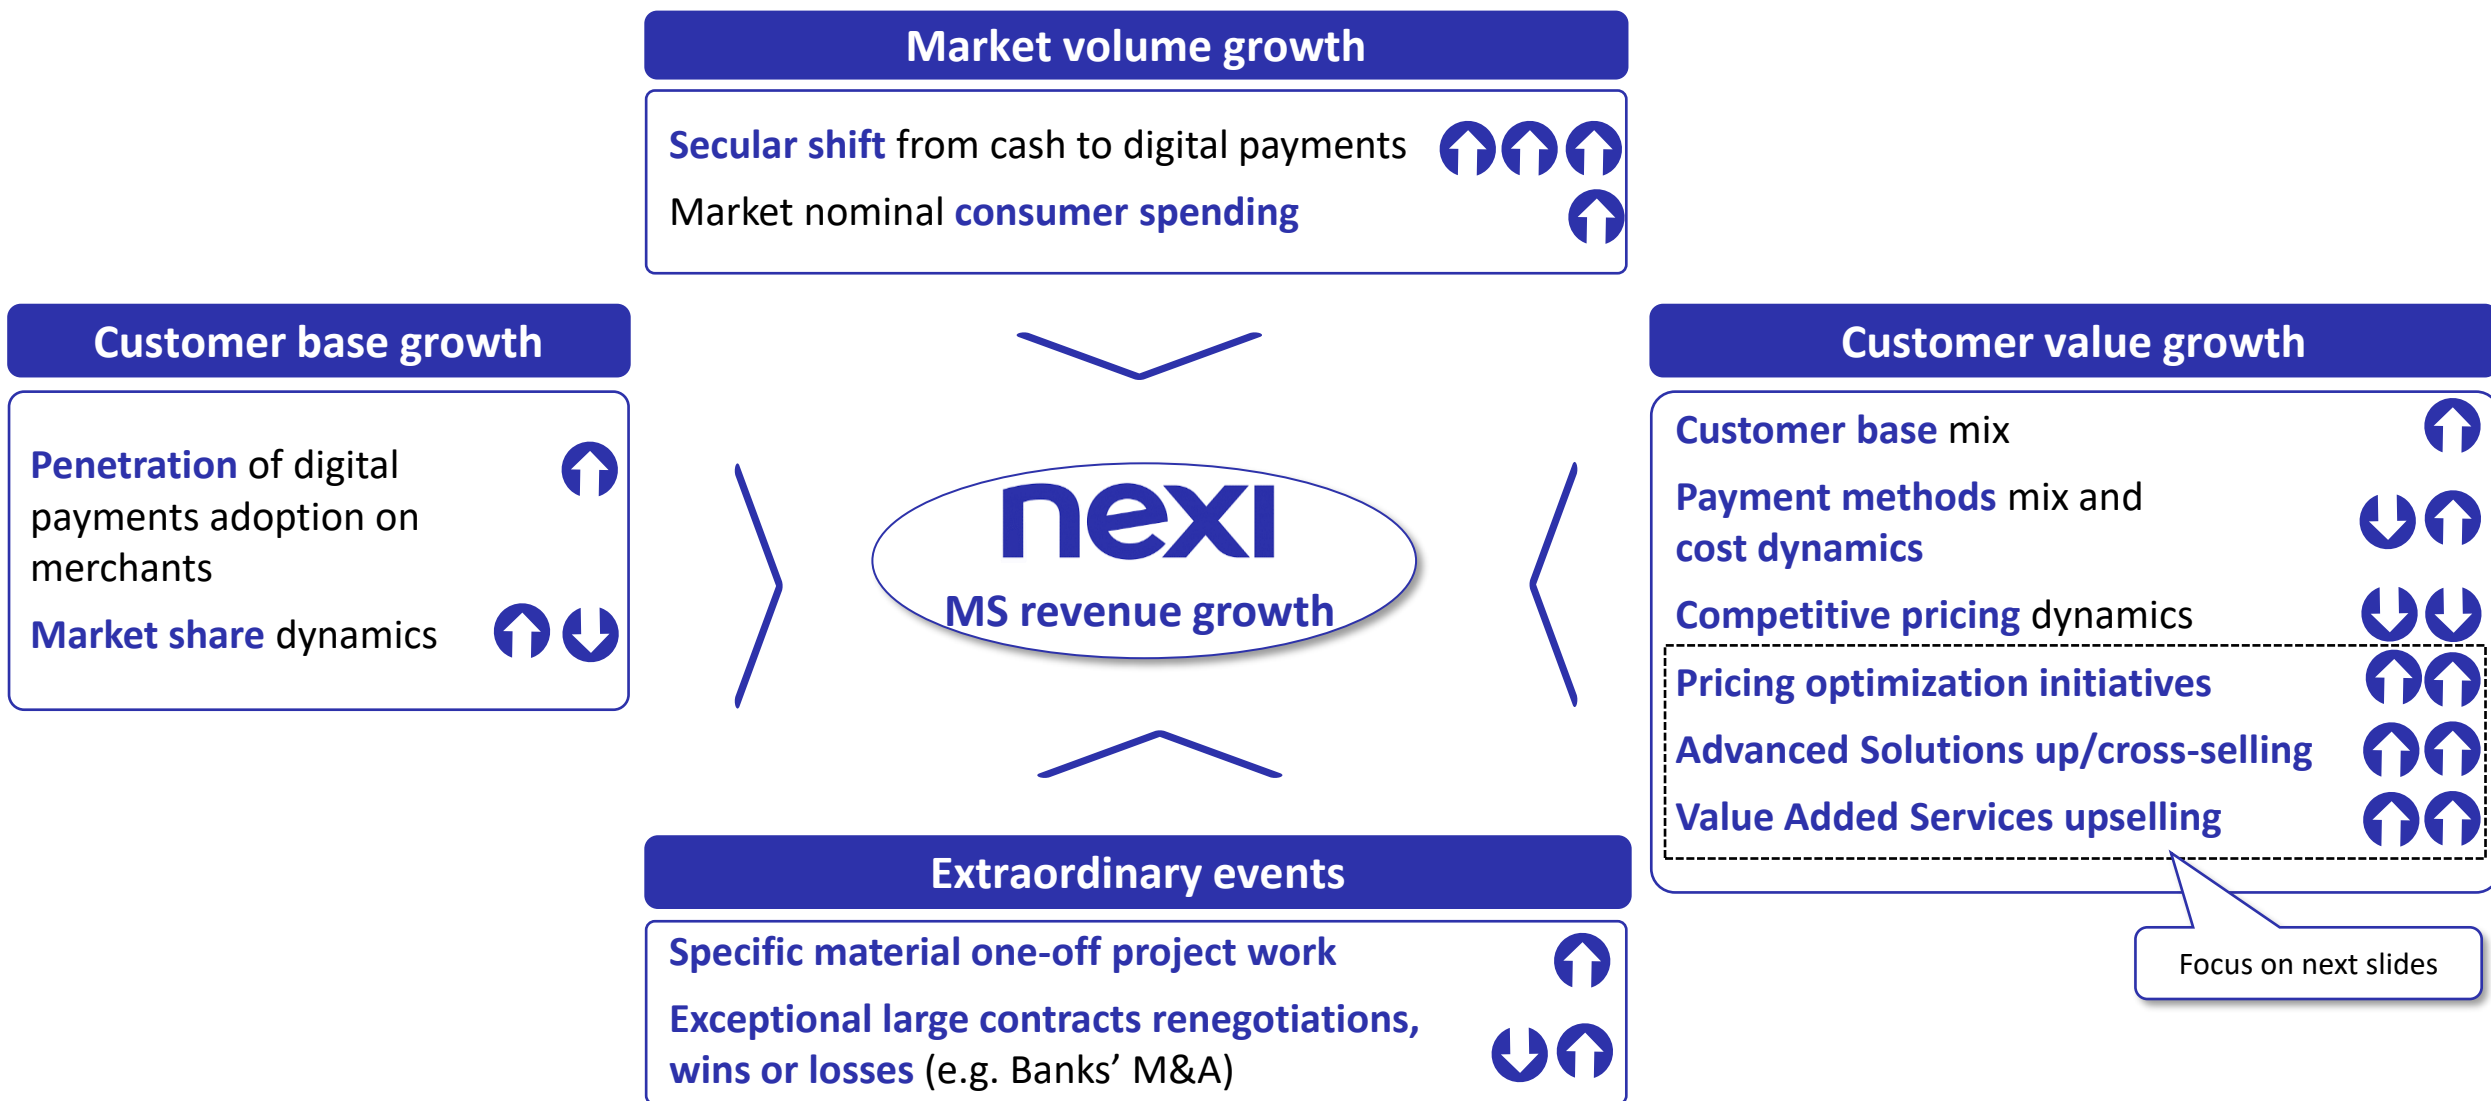 Market volume growth
Secular shift from cash to digital payments
Market nominal consumer spending
Customer base growth
Penetration of digital
payments adoption on
merchants
Market share dynamics
nexi
MS revenue growth
Customer value growth
Customer base mix
Payment methods mix and
cost dynamics
Competitive pricing dynamics
Pricing optimization initiatives
Advanced Solutions up/cross-selling
Value Added Services upselling
Focus on next slides
Extraordinary events
Specific material one-off project work
Exceptional large contracts renegotiations,
wins or losses (e.g. Banks’ M&A)